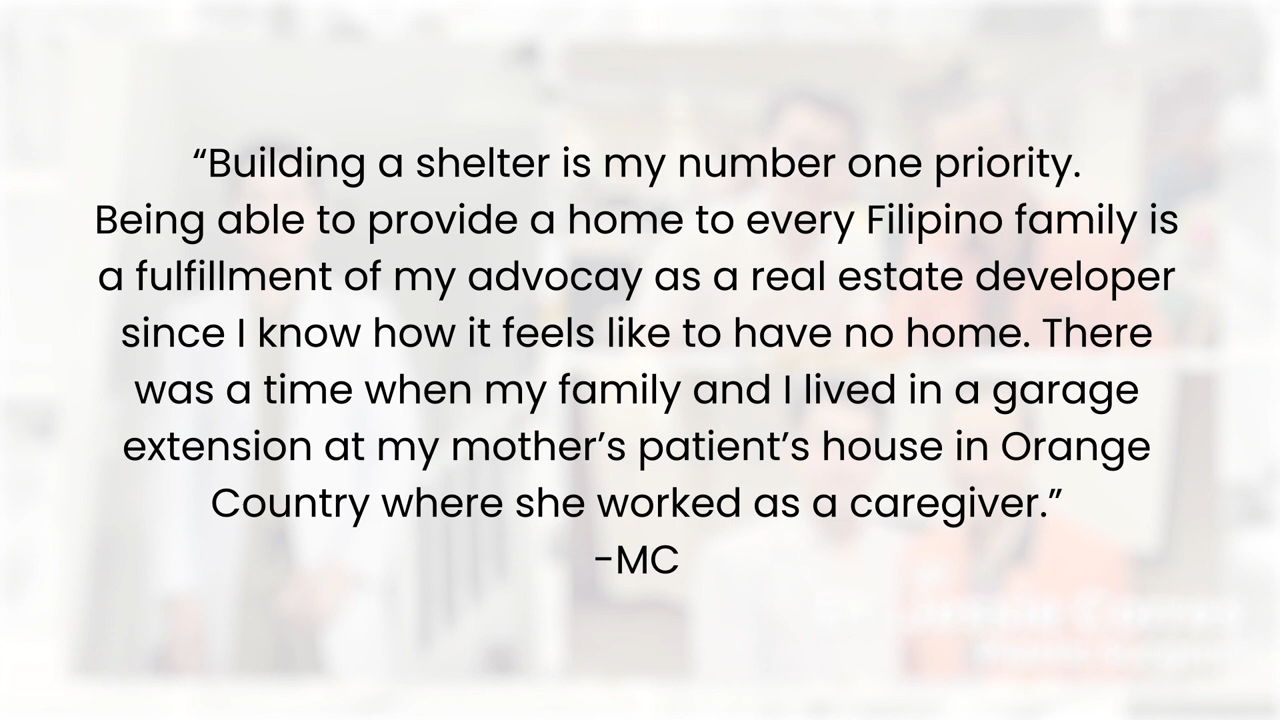 “Building a shelter is my number one priority.
Being able to provide a home to every Filipino family is
a fulfillment of my advocay as a real estate developer
since I know how it feels like to have no home. There
was a time when my family and I lived in a garage
extension at my mother’s patient’s house in Orange
Country where she worked as a caregiver.”
-MC